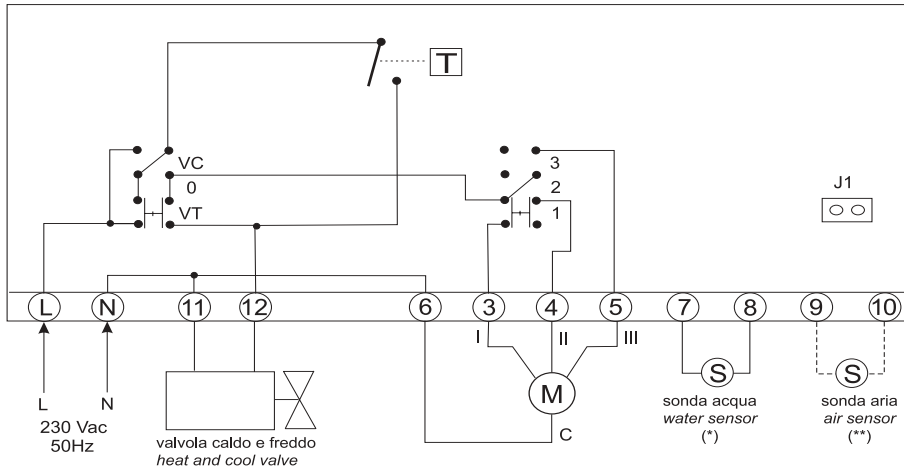 T
VC
0
VT
3
2
1
J1
L N 11 12 6 3 4 5 7 8 9 10
I II III
L N
230 Vac
50Hz
M
C
S
S
valvola caldo e freddo
heat and cool valve
sonda acqua
water sensor
(*)
sonda aria
air sensor
(**)